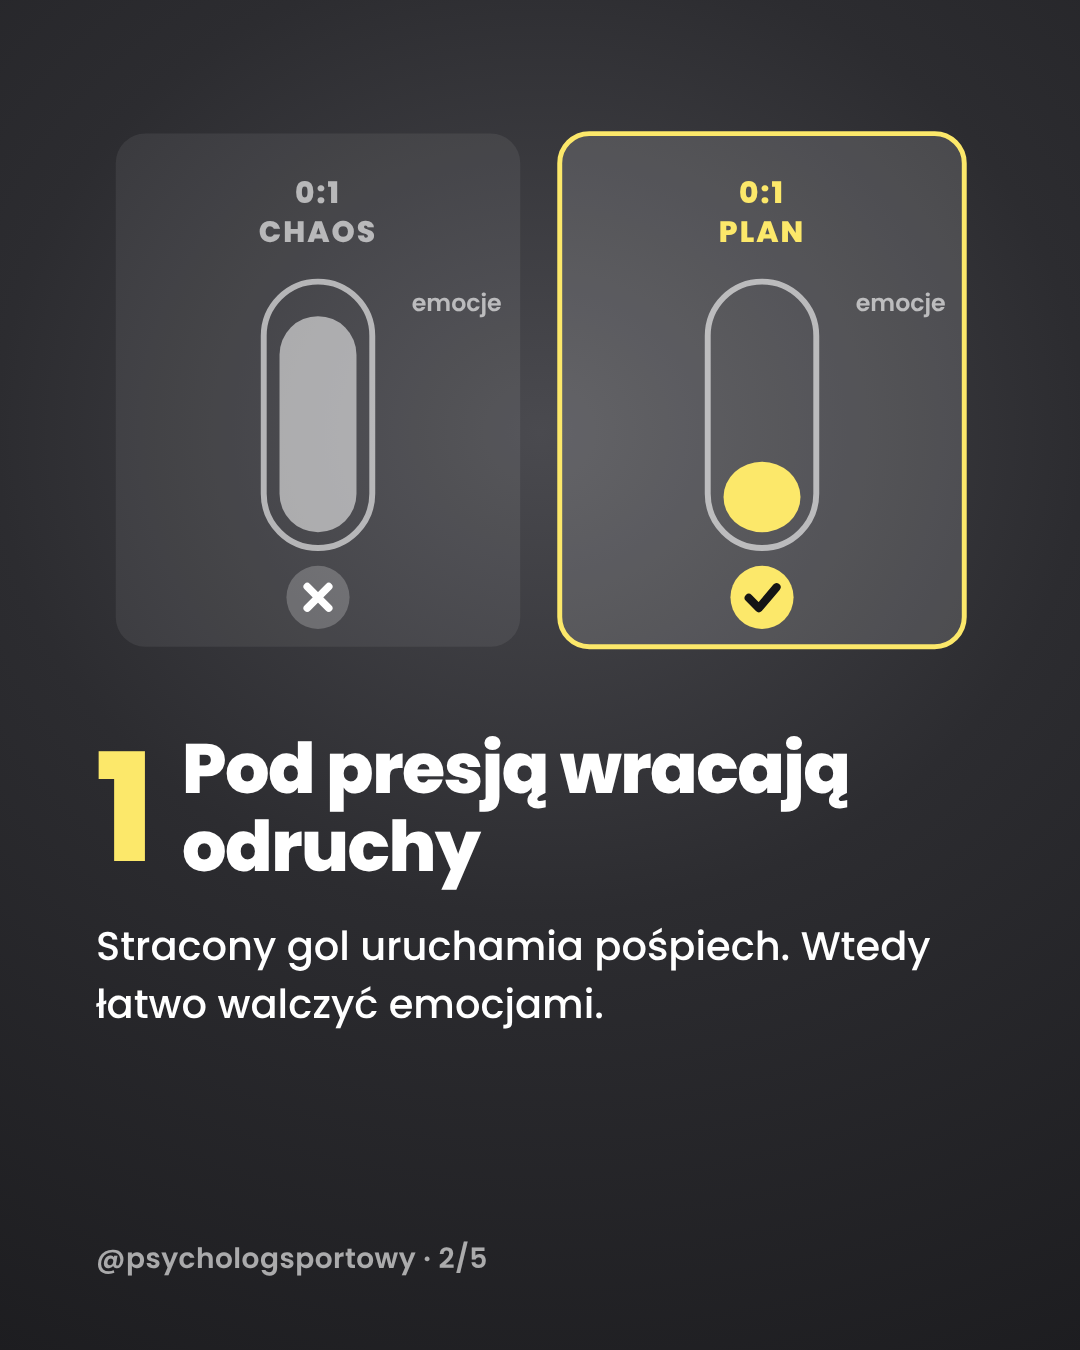 0:1
CHAOS
emocje
0:1
PLAN
emocje
1
Pod presją wracają
odruchy
Stracony gol uruchamia pośpiech. Wtedy
łatwo walczyć emocjami.
@psychologsportowy · 2/5